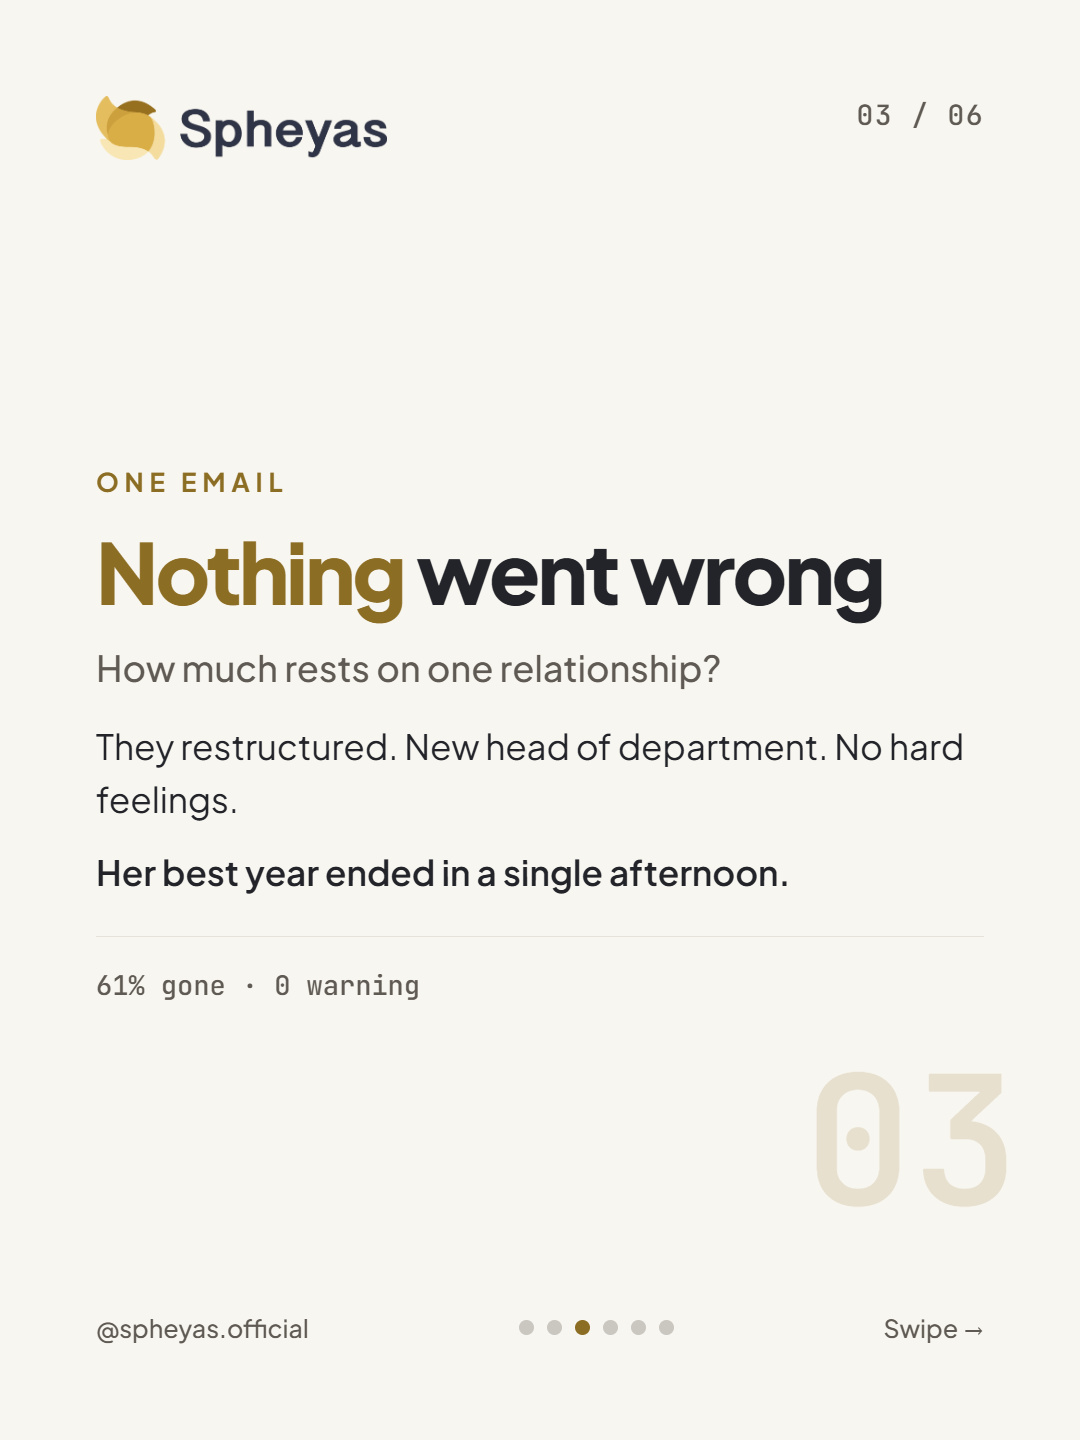 Spheyas
03 / 06
ONE EMAIL
Nothing went wrong
How much rests on one relationship?
They restructured. New head of department. No hard
feelings.
Her best year ended in a single afternoon.
61% gone · 0 warning
03
@spheyas.official
Swipe →